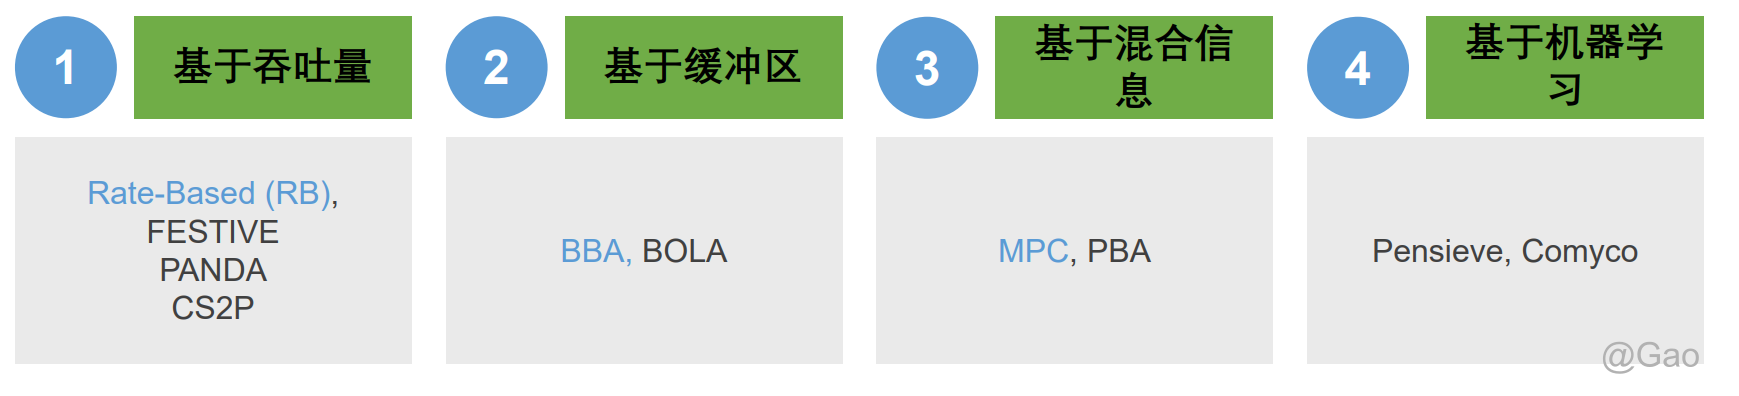 1
基于吞吐量
Rate-Based (RB),
FESTIVE
PANDA
CS2P
2
基于缓冲区
BBA, BOLA
3
基于混合信
息
MPC, PBA
4
基于机器学
习
Pensieve, Comyco
@Gao